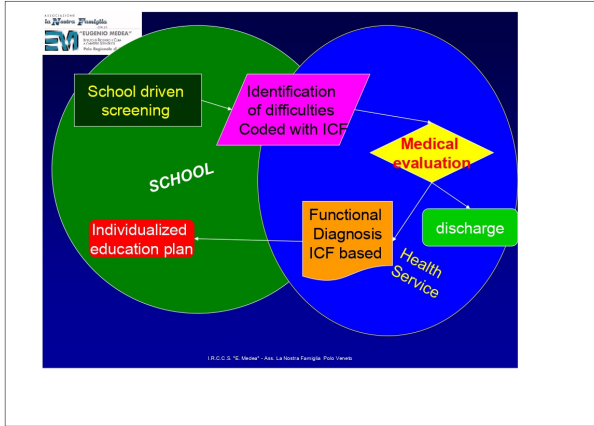 ASSOCIAZIONE
la Nostra Famiglia
"EUGENIO MEDEA"
School driven
screening
Identification
of difficulties
Coded with ICF
Medical
evaluation
SCHOOL
Individualized
education plan
Functional
Diagnosis
ICF based
discharge
Health
Service
I.R.C.C.S. "E. Medea" - Ass. La Nostra Famiglia Polo Veneto